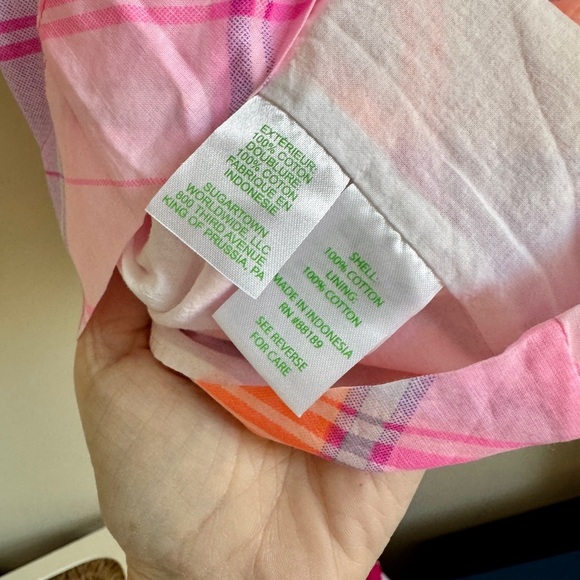 EXTÉRIEUR:
100% COTON
DOUBLURE:
100% COTON
FABRIQUÉ EN
INDONESIE
SUGARTOWN
WORLDWIDE, LLC.
800 THIRD AVENUE,
KING OF PRUSSIA, PA
SHELL:
100% COTTON
LINING:
100% COTTON
MADE IN INDONESIA
RN #88189
SEE REVERSE
FOR CARE